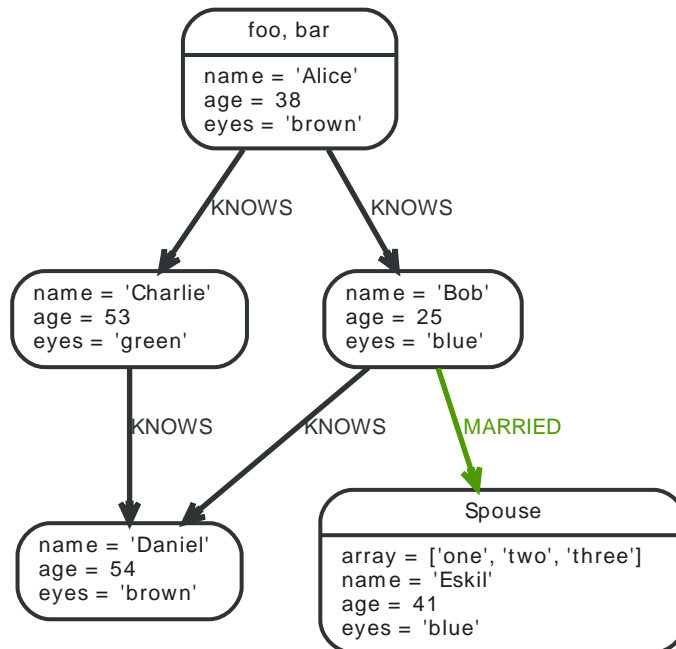 foo, bar
name = 'Alice'
age = 38
eyes = 'brown'
KNOWS
KNOWS
name = 'Charlie'
age = 53
eyes = 'green'
name = 'Bob'
age = 25
eyes = 'blue'
KNOWS
KNOWS
MARRIED
name = 'Daniel'
age = 54
eyes = 'brown'
Spouse
array = ['one', 'two', 'three']
name = 'Eskil'
age = 41
eyes = 'blue'